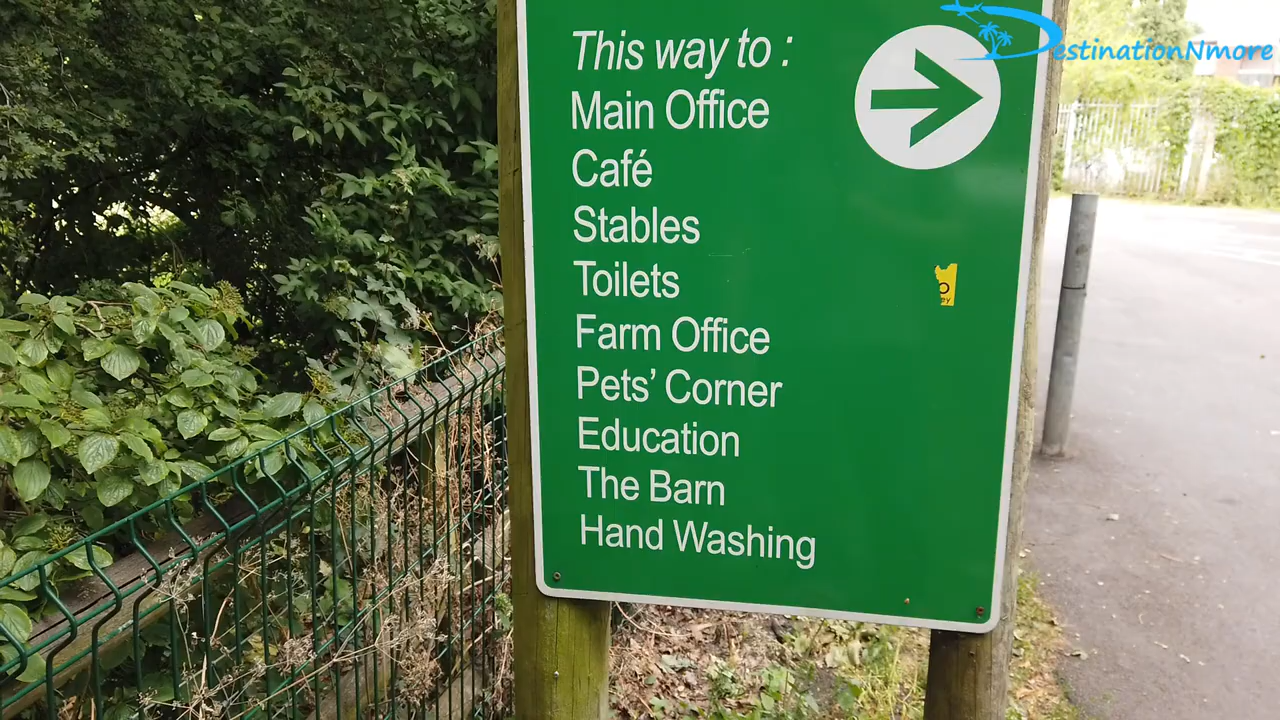 DestinationNmore
This way to :
Main Office
Café
Stables
Toilets
Farm Office
Pets’ Corner
Education
The Barn
Hand Washing